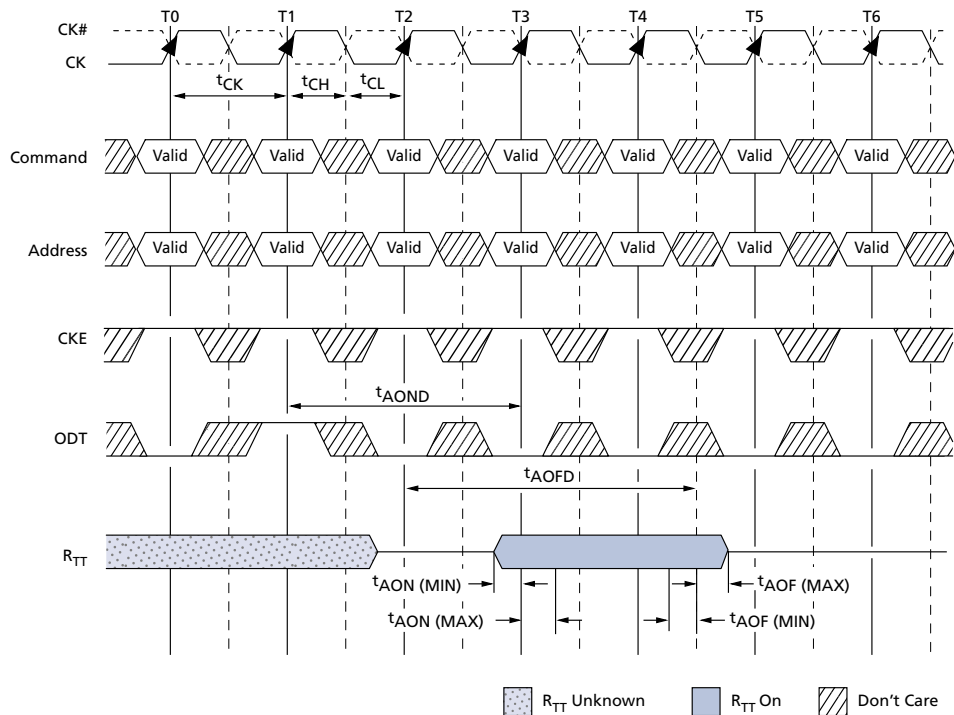 T0 T1 T2 T3 T4 T5 T6
CK#
CK
tCK tCH tCL
Command Valid Valid Valid Valid Valid Valid Valid
Address Valid Valid Valid Valid Valid Valid Valid
CKE
tAOND
ODT
tAOFD
RTT
tAON (MIN) tAOF (MAX)
tAON (MAX) tAOF (MIN)
RTT Unknown RTT On Don't Care